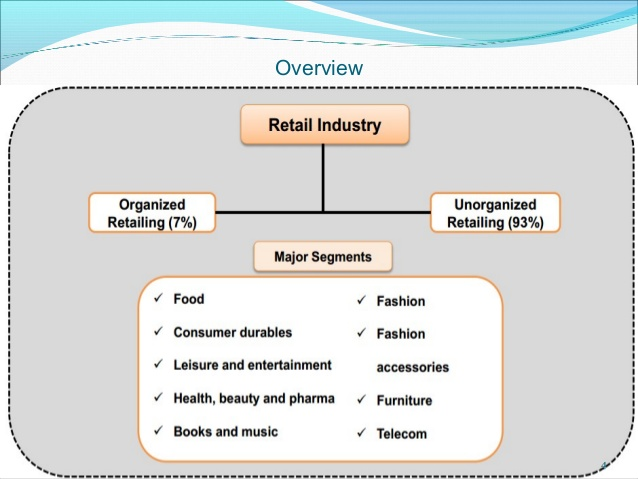 Overview
Retail Industry
Organized
Retailing (7%)
Unorganized
Retailing (93%)
Major Segments
✓ Food
✓ Consumer durables
✓ Leisure and entertainment
✓ Health, beauty and pharma
✓ Books and music
✓ Fashion
✓ Fashion
accessories
✓ Furniture
✓ Telecom
4